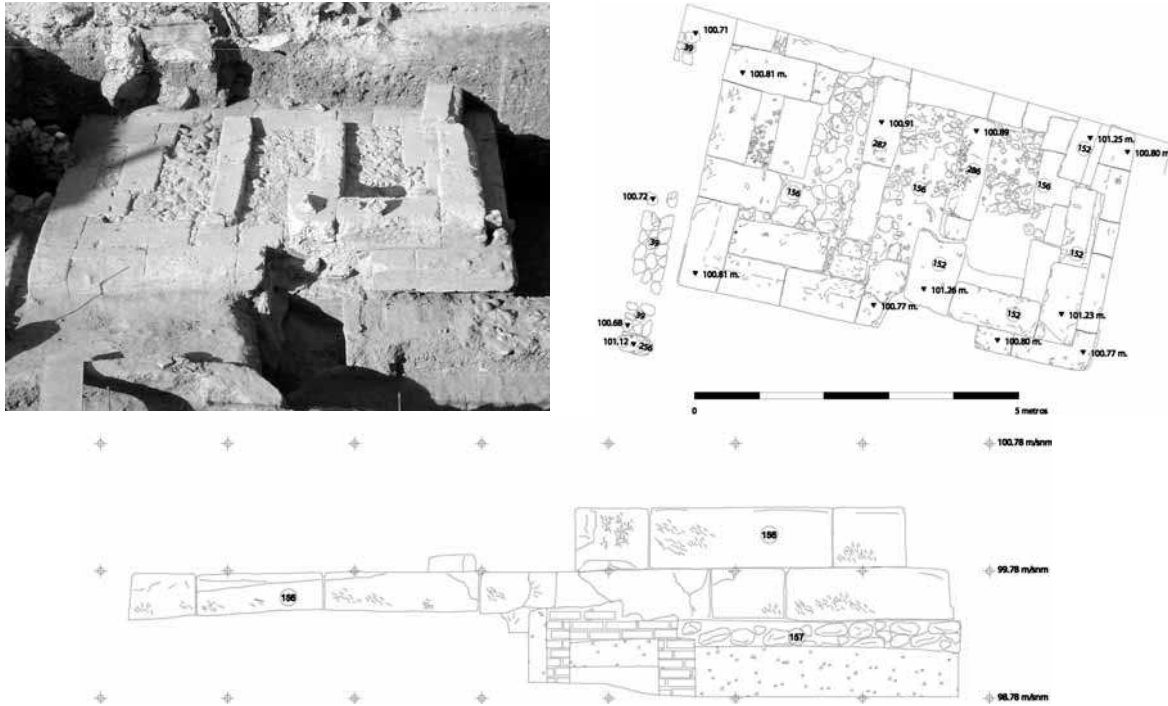 100.71
39
100.81 m.
100.91
287
100.89
286
152
101.25 m.
100.80 m
156
156
156
100.72
39
152
152
100.81 m.
101.26 m.
152
101.23 m.
100.77 m.
39
100.68
101.12
256
100.80 m.
100.77 m.
0
5 metros
100.78 m/snm
155
99.78 m/snm
156
157
98.78 m/snm